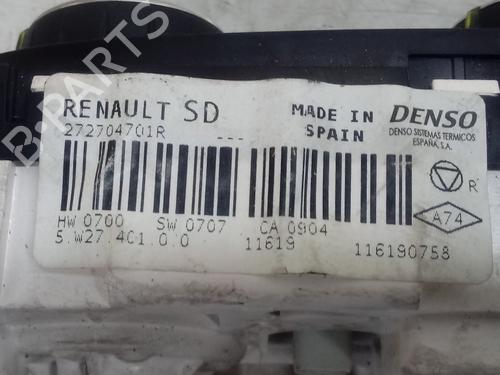 RENAULT SD
272704701R
---
MADE IN
SPAIN
DENSO
DENSO SISTEMAS TERMICOS
ESPAÑA, S.A.
R
A74
HW 0700 SW 0707 CA 0904
5.W27.401.0.0 11619 116190758
B-PARTS